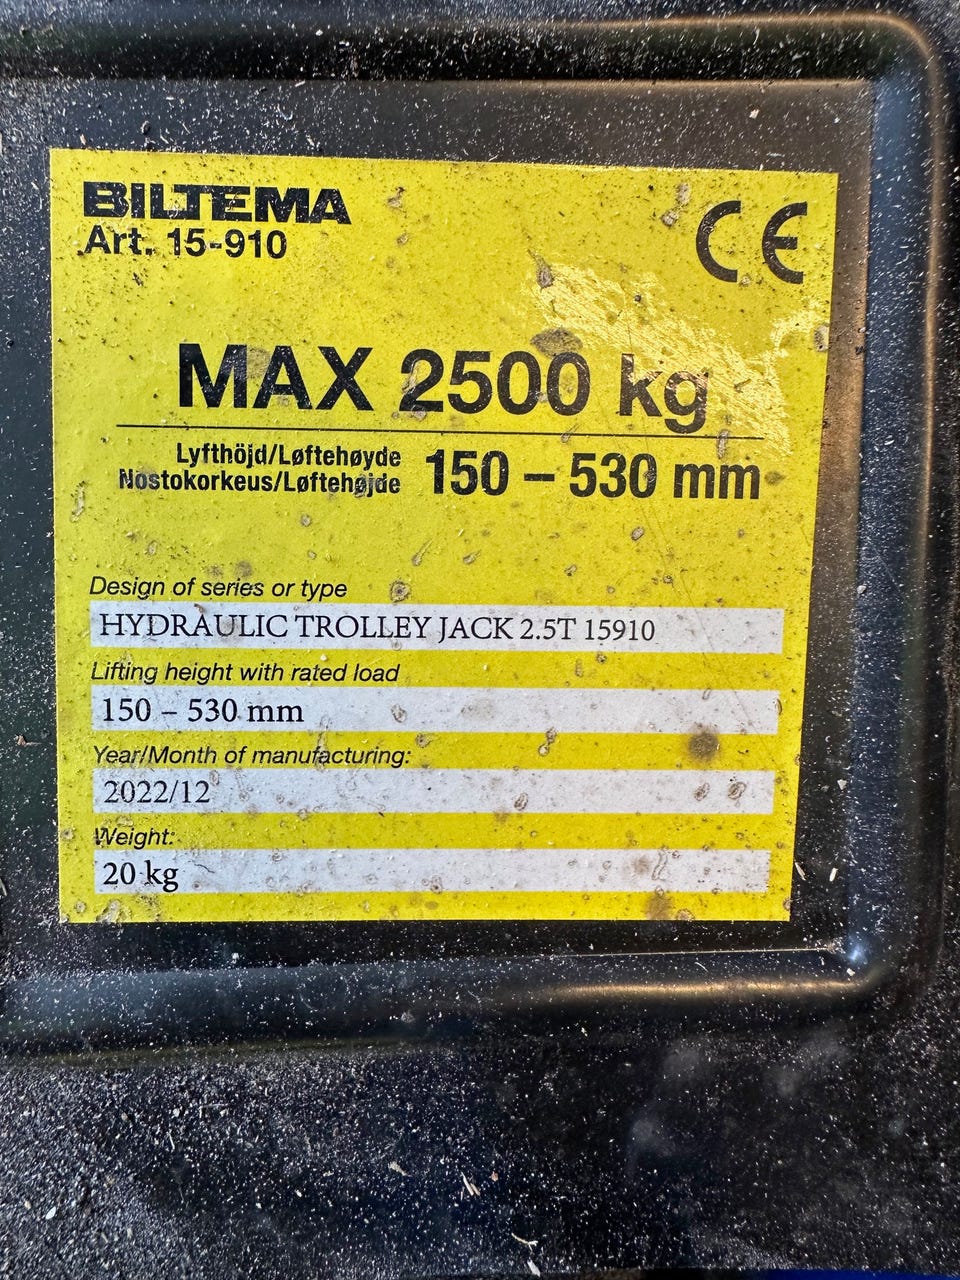 BILTEMA
Art. 15-910
CE
MAX 2500 kg
Lyfthöjd/Løftehøyde
Nostokorkeus/Løftehøjde
150 – 530 mm
Design of series or type
HYDRAULIC TROLLEY JACK 2.5T 15910
Lifting height with rated load
150 – 530 mm
Year/Month of manufacturing:
2022/12
Weight:
20 kg